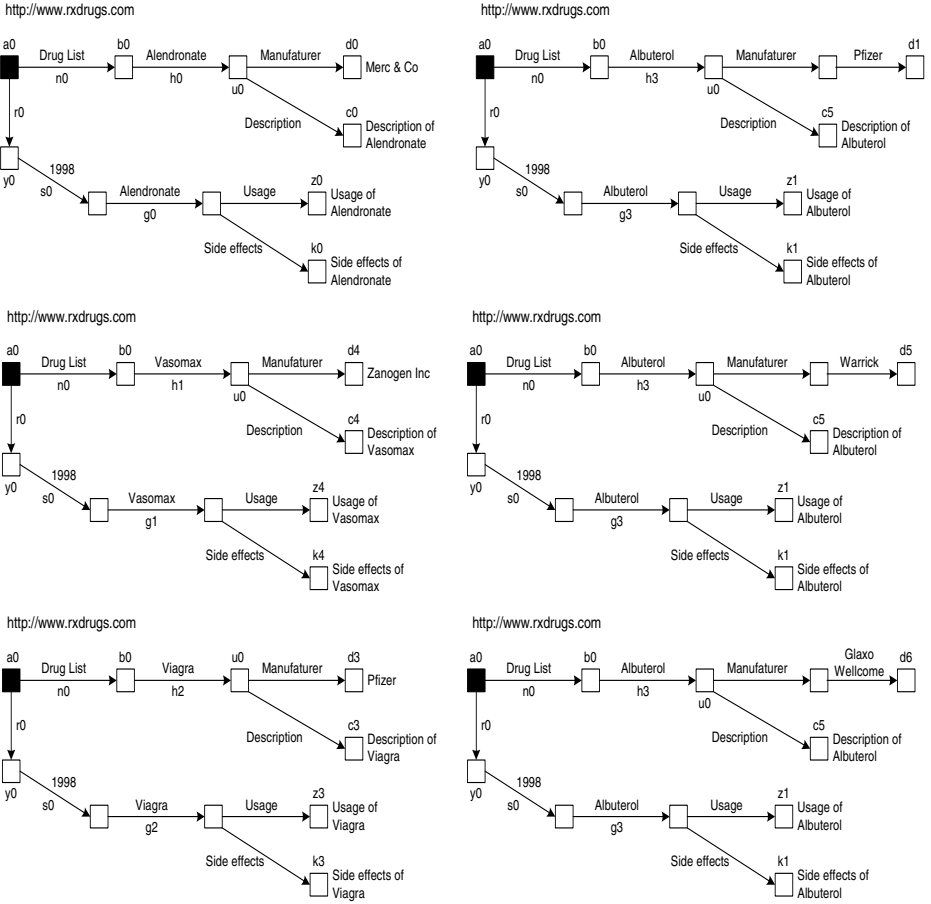 http://www.rxdrugs.com
a0 b0 d0
Drug List Alendronate Manufaturer
Merc & Co
n0 h0 u0
r0 c0
Description Description of
Alendronate
y0 1998 z0
s0 Alendronate Usage Usage of
g0 Alendronate
Side effects k0
Side effects of
Alendronate
http://www.rxdrugs.com
a0 b0 d1
Drug List Albuterol Manufaturer Pfizer
n0 h3 u0
r0 c5
Description Description of
Albuterol
y0 1998 z1
s0 Albuterol Usage Usage of
g3 Albuterol
Side effects k1
Side effects of
Albuterol
http://www.rxdrugs.com
a0 b0 d4
Drug List Vasomax Manufaturer
Zanogen Inc
n0 h1 u0
r0 c4
Description Description of
Vasomax
y0 1998 z4
s0 Vasomax Usage Usage of
g1 Vasomax
Side effects k4
Side effects of
Vasomax
http://www.rxdrugs.com
a0 b0 d5
Drug List Albuterol Manufaturer Warrick
n0 h3 u0
r0 c5
Description Description of
Albuterol
y0 1998 z1
s0 Albuterol Usage Usage of
g3 Albuterol
Side effects k1
Side effects of
Albuterol
http://www.rxdrugs.com
a0 b0 u0 d3
Drug List Viagra Manufaturer
Pfizer
n0 h2
r0 c3
Description Description of
Viagra
y0 1998 z3
s0 Viagra Usage Usage of
g2 Viagra
Side effects k3
Side effects of
Viagra
http://www.rxdrugs.com
a0 b0 Glaxo d6
Drug List Albuterol Manufaturer Wellcome
n0 h3 u0
r0 c5
Description Description of
Albuterol
y0 1998 z1
s0 Albuterol Usage Usage of
g3 Albuterol
Side effects k1
Side effects of
Albuterol